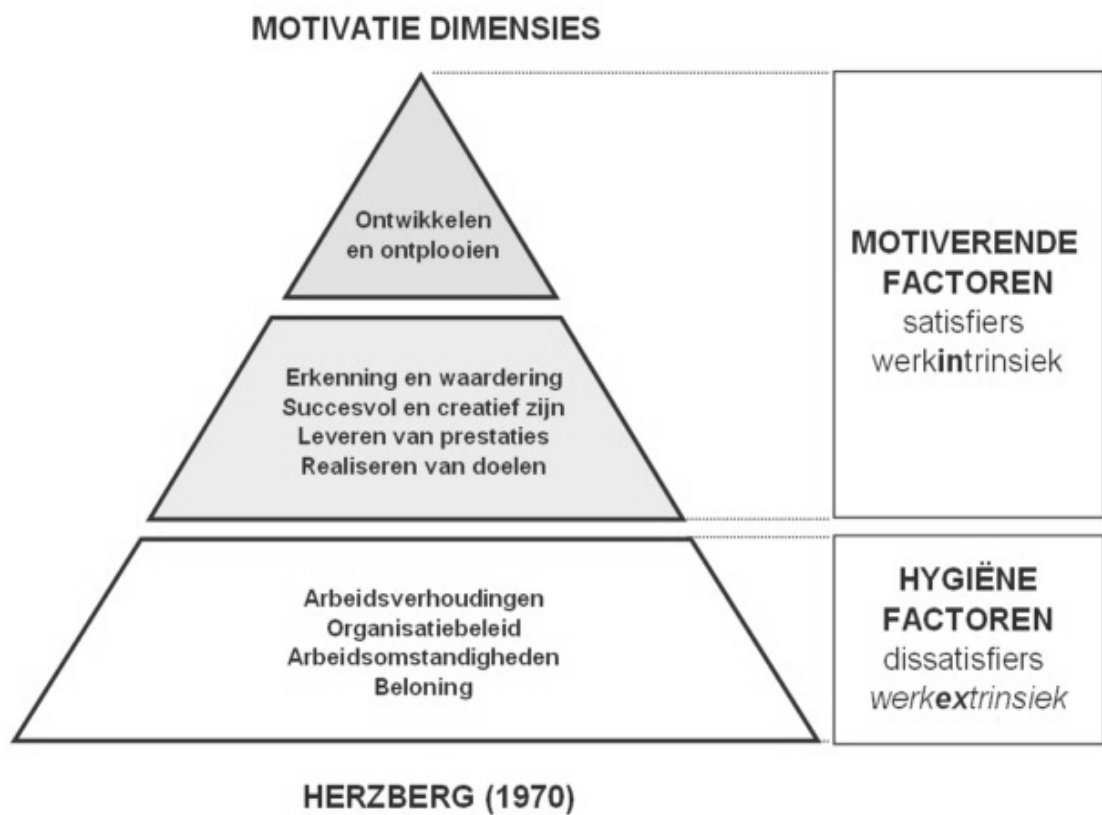 MOTIVATIE DIMENSIES
Ontwikkelen
en ontplooien
Erkenning en waardering
Succesvol en creatief zijn
Leveren van prestaties
Realiseren van doelen
Arbeidsverhoudingen
Organisatiebeleid
Arbeidsomstandigheden
Beloning
MOTIVERENDE
FACTOREN
satisfiers
werkintrinsiek
HYGIËNE
FACTOREN
dissatisfiers
werkextrinsiek
HERZBERG (1970)